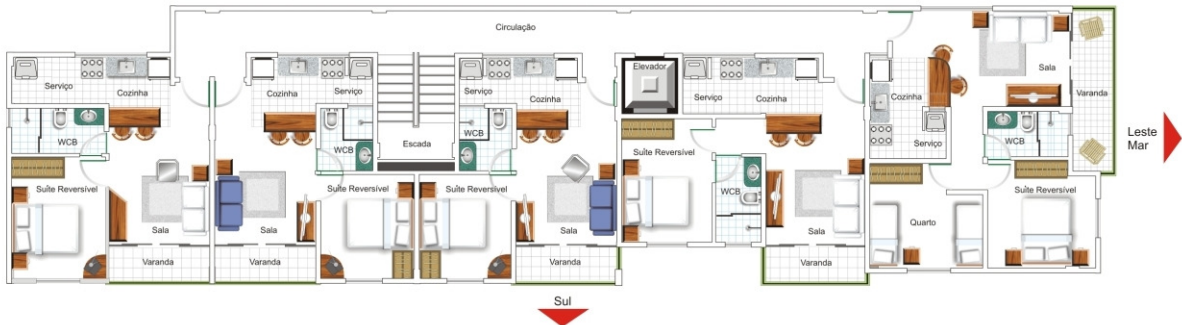 Circulação
Elevador
Sala
Serviço
Cozinha
Cozinha
Serviço
Serviço
Cozinha
Serviço
Cozinha
Cozinha
Varanda
WCB
WCB
Escada
WCB
Serviço
WCB
Leste
Mar
Suíte Reversível
Suíte Reversível
Suíte Reversível
Suíte Reversível
WCB
Suíte Reversível
Quarto
Sala
Sala
Sala
Sala
Varanda
Varanda
Varanda
Varanda
Sul